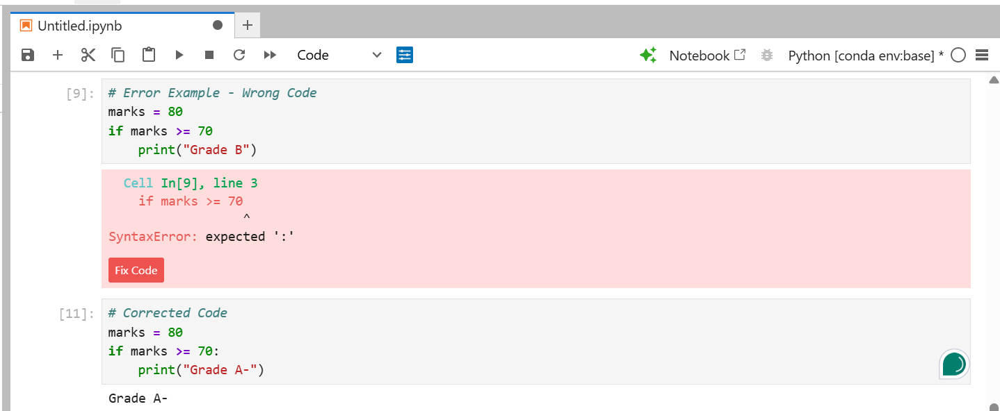 Untitled.ipynb
Code
Notebook
Python [conda env:base] *
[9]:
# Error Example - Wrong Code
marks = 80
if marks >= 70
    print("Grade B")
  Cell In[9], line 3
    if marks >= 70
                  ^
SyntaxError: expected ':'
Fix Code
[11]:
# Corrected Code
marks = 80
if marks >= 70:
    print("Grade A-")
Grade A-